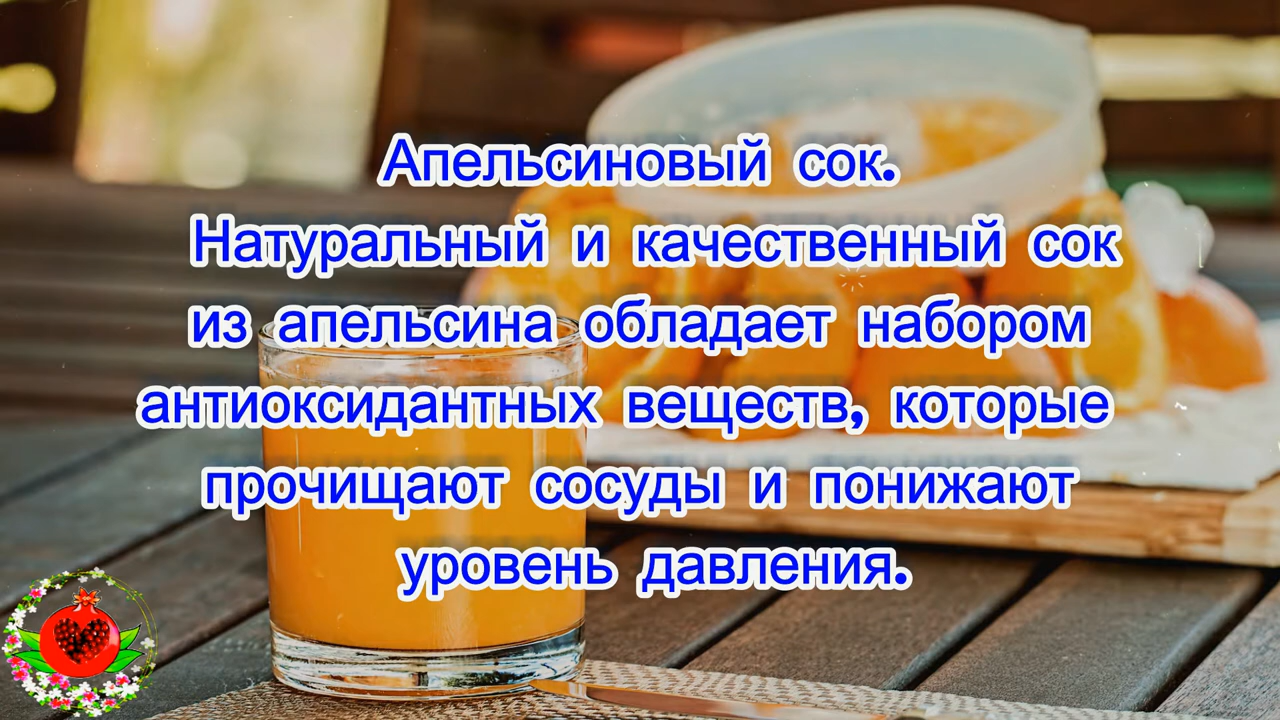 Апельсиновый сок.
Натуральный и качественный сок
из апельсина обладает набором
антиоксидантных веществ, которые
прочищают сосуды и понижают
уровень давления.